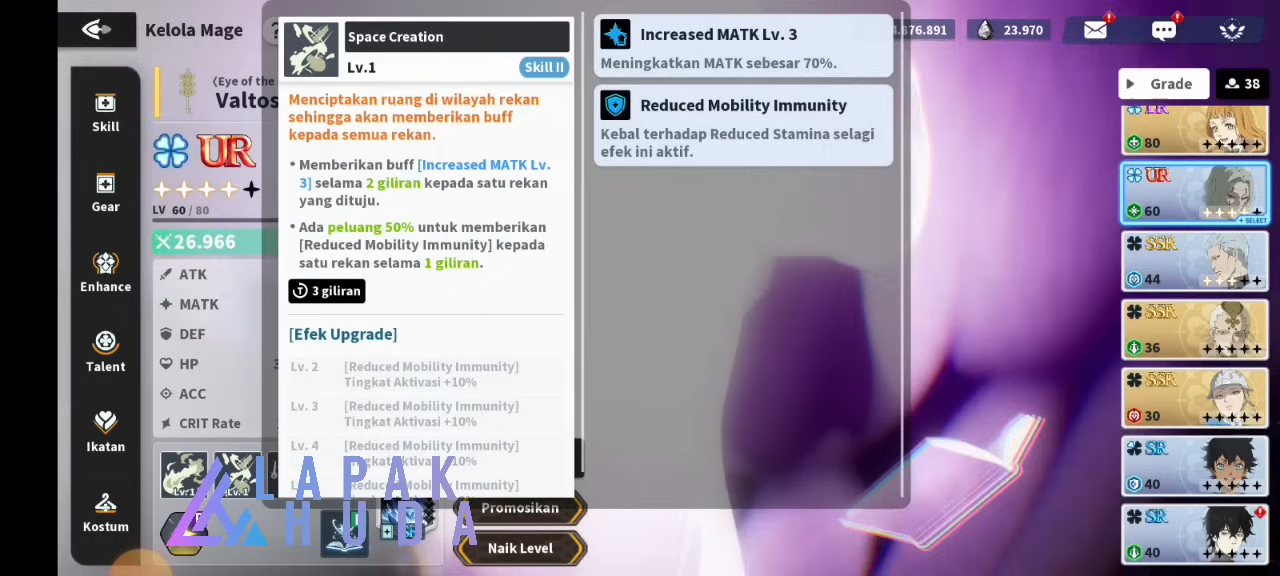 Kelola Mage
Space Creation
Lv.1
Skill II
Menciptakan ruang di wilayah rekan
sehingga akan memberikan buff
kepada semua rekan.
• Memberikan buff [Increased MATK Lv.
3] selama 2 giliran kepada satu rekan
yang dituju.
• Ada peluang 50% untuk memberikan
[Reduced Mobility Immunity] kepada
satu rekan selama 1 giliran.
3 giliran
[Efek Upgrade]
Lv. 2 [Reduced Mobility Immunity]
Tingkat Aktivasi +10%
Lv. 3 [Reduced Mobility Immunity]
Tingkat Aktivasi +10%
Lv. 4 [Reduced Mobility Immunity]
Increased MATK Lv. 3
Meningkatkan MATK sebesar 70%.
Reduced Mobility Immunity
Kebal terhadap Reduced Stamina selagi
efek ini aktif.
23.970
Grade
38
Skill
Gear
Enhance
Talent
Ikatan
Kostum
(Eye of the
Valtos
UR
LV 60 / 80
26.966
ATK
MATK
DEF
HP
ACC
CRIT Rate
Promosikan
Naik Level
80
UR
60
+ SELECT
SSR
44
SSR
36
SSR
30
SR
40
SR
40
LAPAK
HUDA